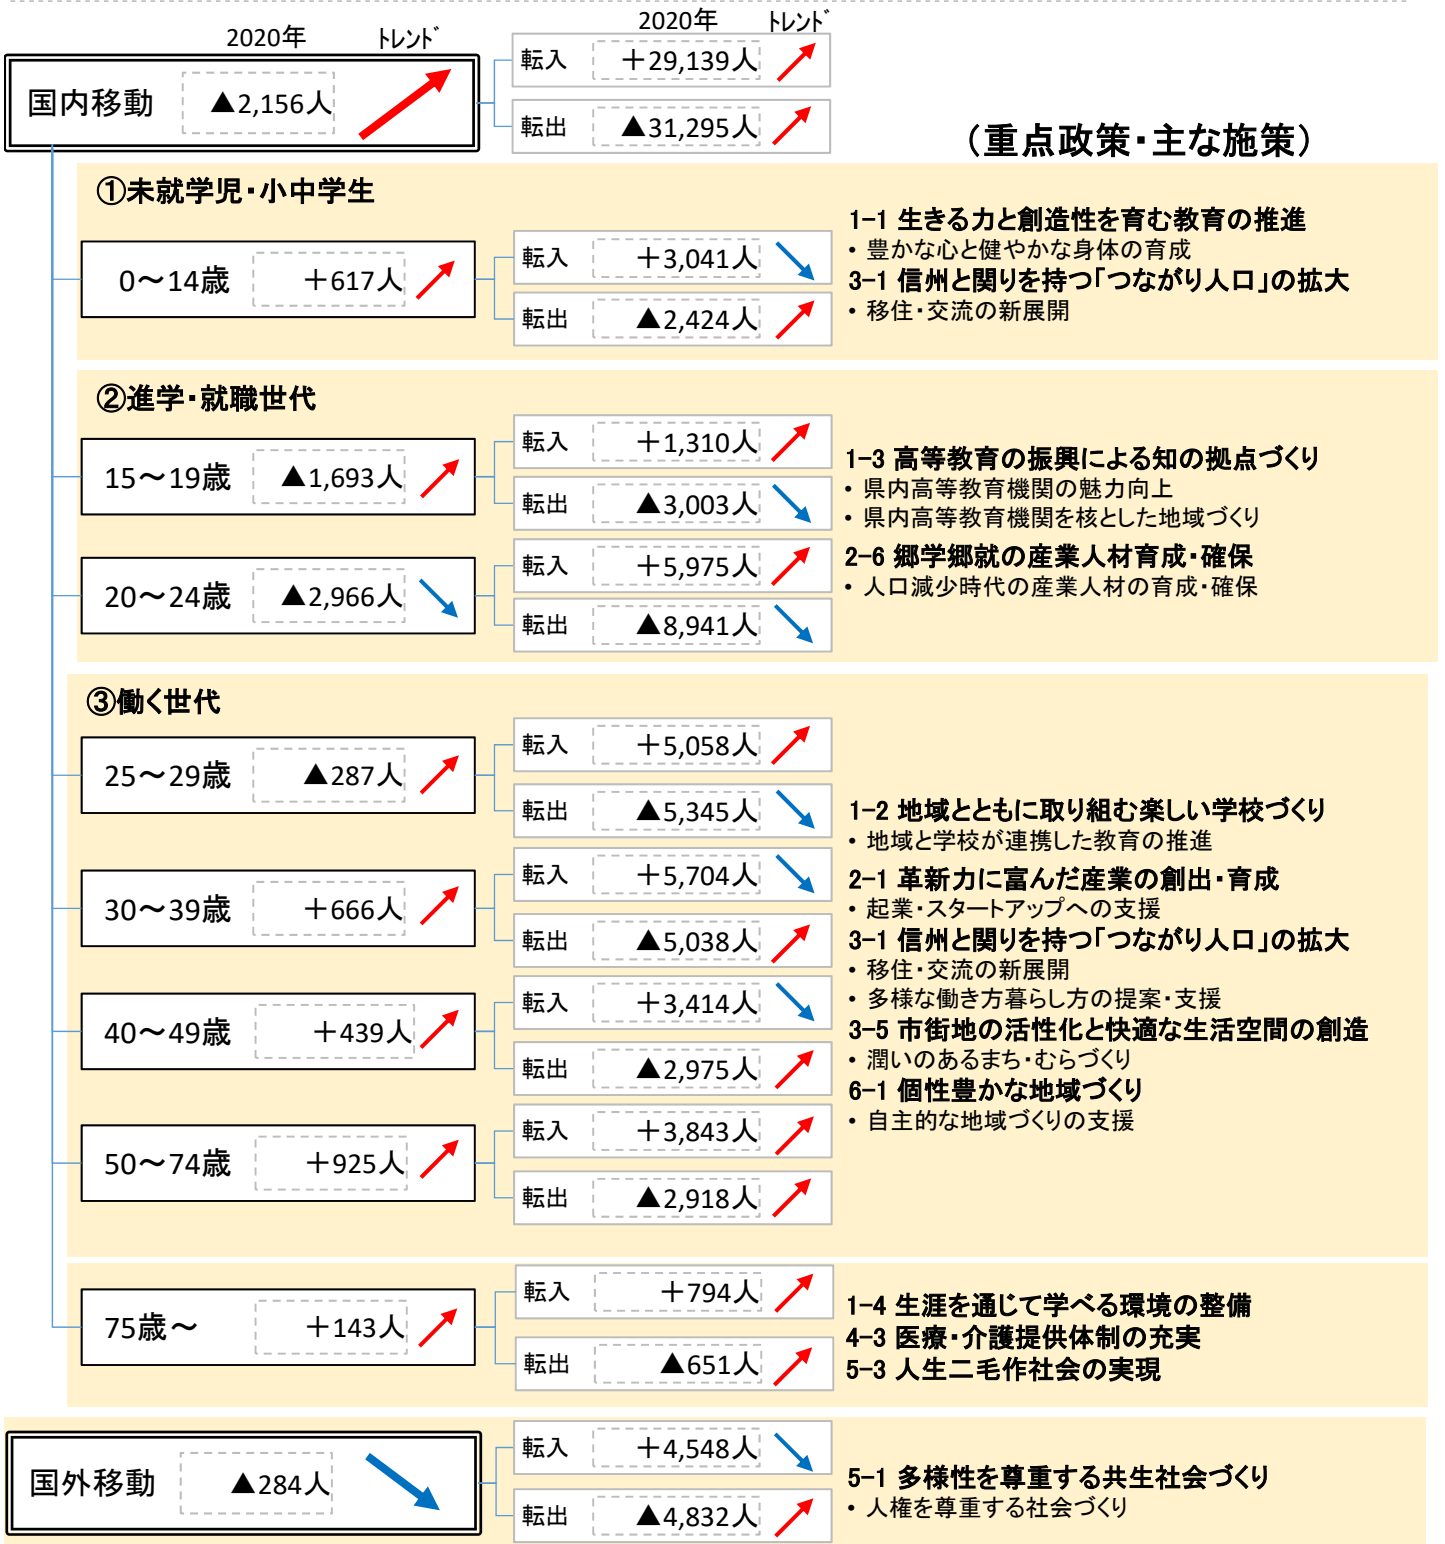 2020年 トレンド
2020年 トレンド
国内移動 ▲2,156人
転入 ＋29,139人
転出 ▲31,295人
（重点政策・主な施策）
①未就学児・小中学生
0～14歳 ＋617人
転入 ＋3,041人
転出 ▲2,424人
1-1 生きる力と創造性を育む教育の推進
• 豊かな心と健やかな身体の育成
3-1 信州と関りを持つ「つながり人口」の拡大
• 移住・交流の新展開
②進学・就職世代
15～19歳 ▲1,693人
転入 ＋1,310人
転出 ▲3,003人
20～24歳 ▲2,966人
転入 ＋5,975人
転出 ▲8,941人
1-3 高等教育の振興による知の拠点づくり
• 県内高等教育機関の魅力向上
• 県内高等教育機関を核とした地域づくり
2-6 郷学郷就の産業人材育成・確保
• 人口減少時代の産業人材の育成・確保
③働く世代
25～29歳 ▲287人
転入 ＋5,058人
転出 ▲5,345人
30～39歳 ＋666人
転入 ＋5,704人
転出 ▲5,038人
40～49歳 ＋439人
転入 ＋3,414人
転出 ▲2,975人
50～74歳 ＋925人
転入 ＋3,843人
転出 ▲2,918人
1-2 地域とともに取り組む楽しい学校づくり
• 地域と学校が連携した教育の推進
2-1 革新力に富んだ産業の創出・育成
• 起業・スタートアップへの支援
3-1 信州と関りを持つ「つながり人口」の拡大
• 移住・交流の新展開
• 多様な働き方暮らし方の提案・支援
3-5 市街地の活性化と快適な生活空間の創造
• 潤いのあるまち・むらづくり
6-1 個性豊かな地域づくり
• 自主的な地域づくりの支援
75歳～ ＋143人
転入 ＋794人
転出 ▲651人
1-4 生涯を通じて学べる環境の整備
4-3 医療・介護提供体制の充実
5-3 人生二毛作社会の実現
国外移動 ▲284人
転入 ＋4,548人
転出 ▲4,832人
5-1 多様性を尊重する共生社会づくり
• 人権を尊重する社会づくり